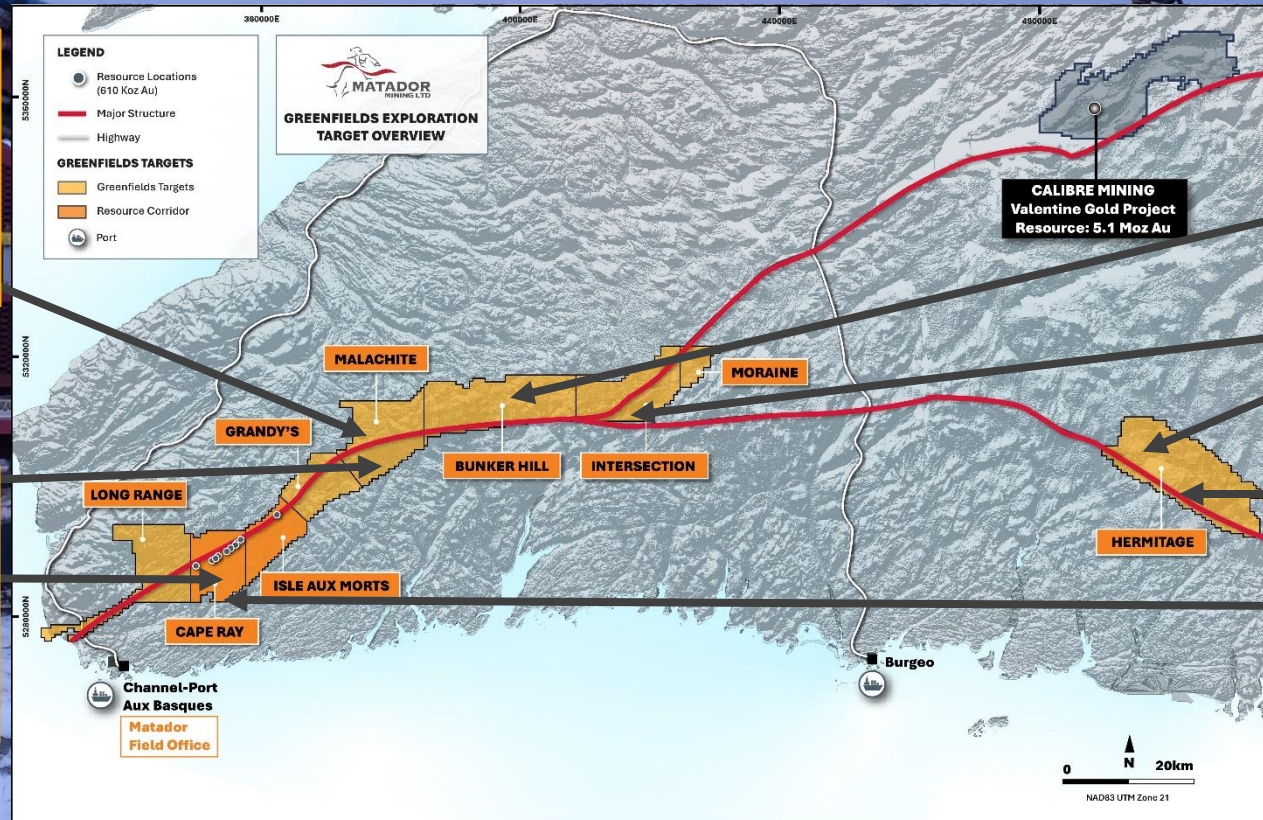 380000E
400000E
440000E
480000E
5360000N
5320000N
5280000N
LEGEND
Resource Locations
(610 Koz Au)
Major Structure
Highway
GREENFIELDS TARGETS
Greenfields Targets
Resource Corridor
Port
MATADOR
MINING LTD
GREENFIELDS EXPLORATION
TARGET OVERVIEW
CALIBRE MINING
Valentine Gold Project
Resource: 5.1 Moz Au
MALACHITE
MORAINE
GRANDY'S
BUNKER HILL
INTERSECTION
LONG RANGE
HERMITAGE
ISLE AUX MORTS
CAPE RAY
Burgeo
Channel-Port
Aux Basques
Matador
Field Office
0
N
20km
NAD83 UTM Zone 21